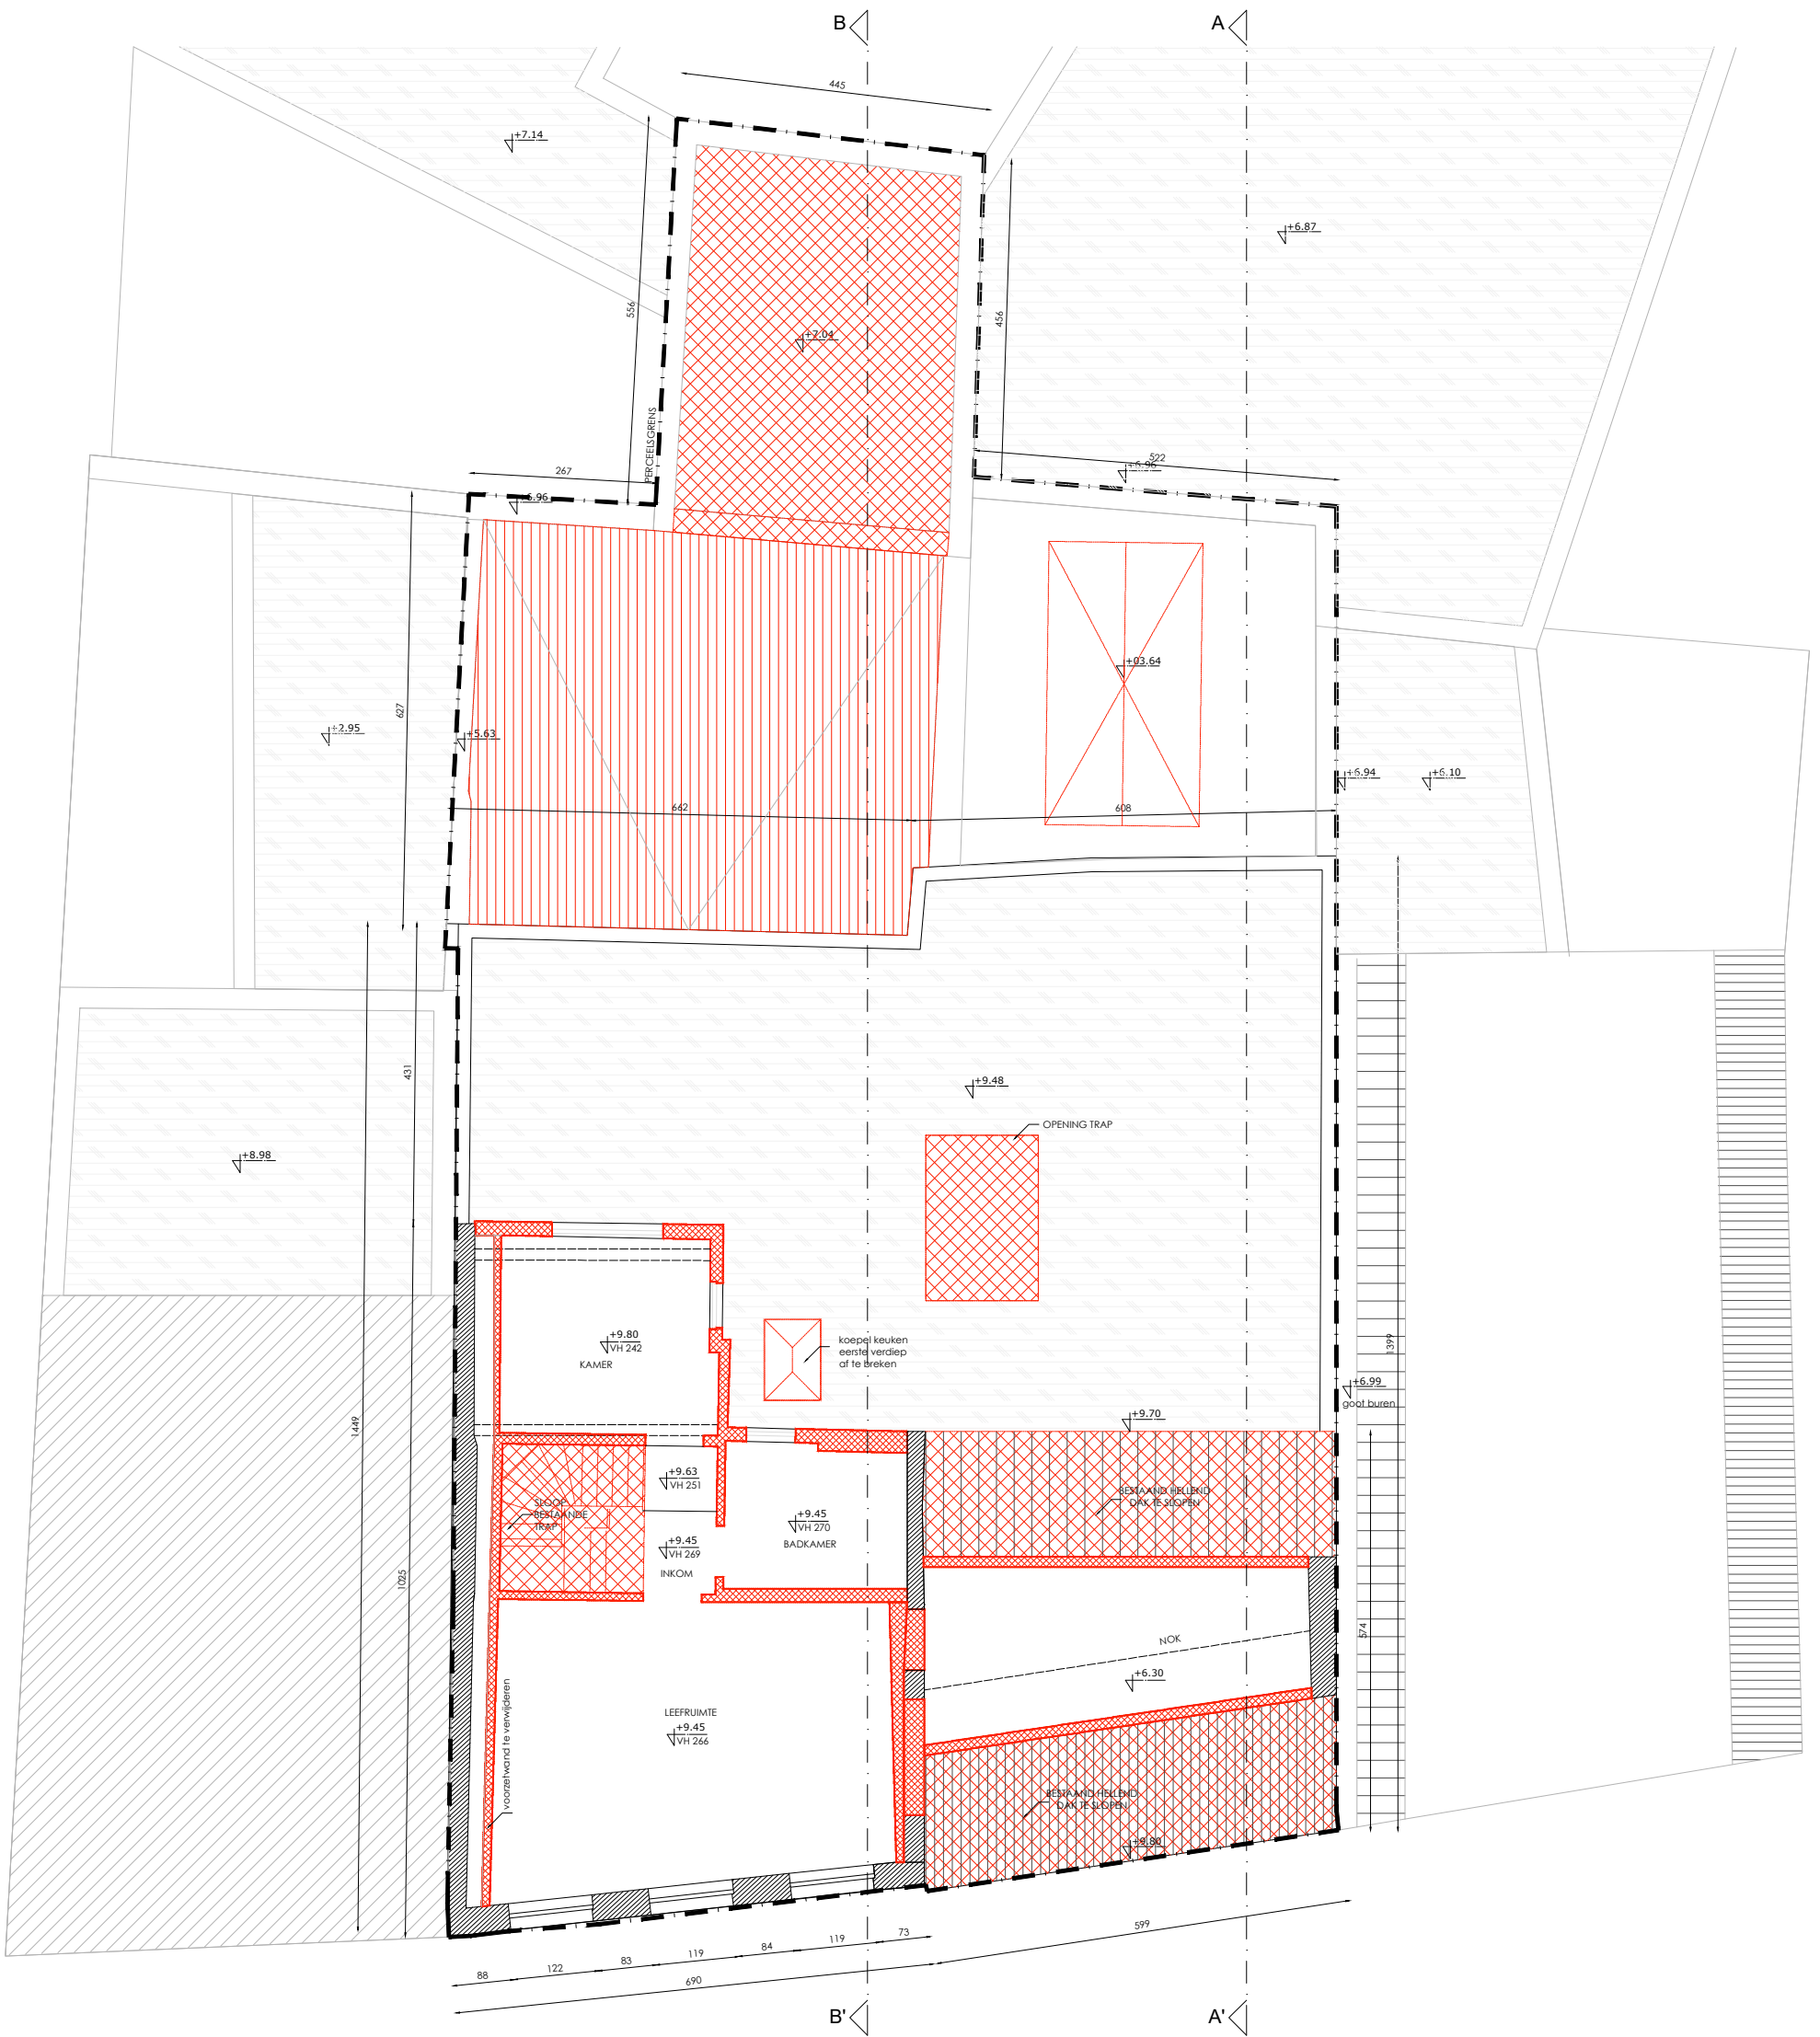 B
A
445
+7.14
+6.87
556
456
+7.04
PERCEELSGRENS
267
522
+6.96
+6.96
627
+03.64
+2.95
+5.63
+6.94
+6.10
662
608
431
+9.48
OPENING TRAP
+8.98
1399
+9.80
VH 242
KAMER
koepel keuken
eerste verdiep
af te breken
+6.99
goot buren
+9.70
1449
+9.63
VH 251
SLOOP
BESTAANDE
TRAP
+9.45
VH 270
BADKAMER
BESTAAND HELLEND
DAK TE SLOPEN
+9.45
VH 269
INKOM
1025
574
NOK
+6.30
LEEFRUIMTE
+9.45
VH 266
voorzetwand te verwijderen
BESTAAND HELLEND
DAK TE SLOPEN
+9.80
88
122
83
119
84
119
73
599
690
B'
A'